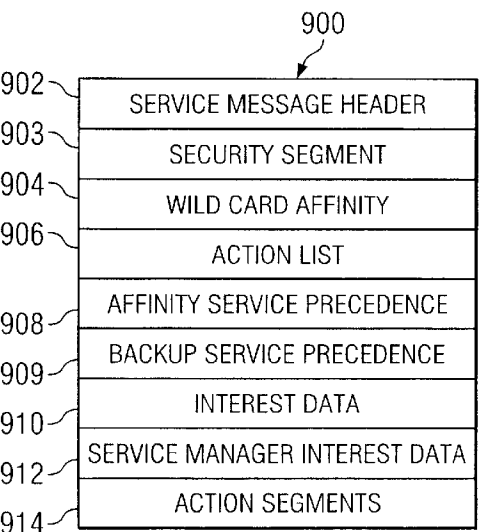 900
902 SERVICE MESSAGE HEADER
903 SECURITY SEGMENT
904 WILD CARD AFFINITY
906 ACTION LIST
908 AFFINITY SERVICE PRECEDENCE
909 BACKUP SERVICE PRECEDENCE
910 INTEREST DATA
912 SERVICE MANAGER INTEREST DATA
914 ACTION SEGMENTS